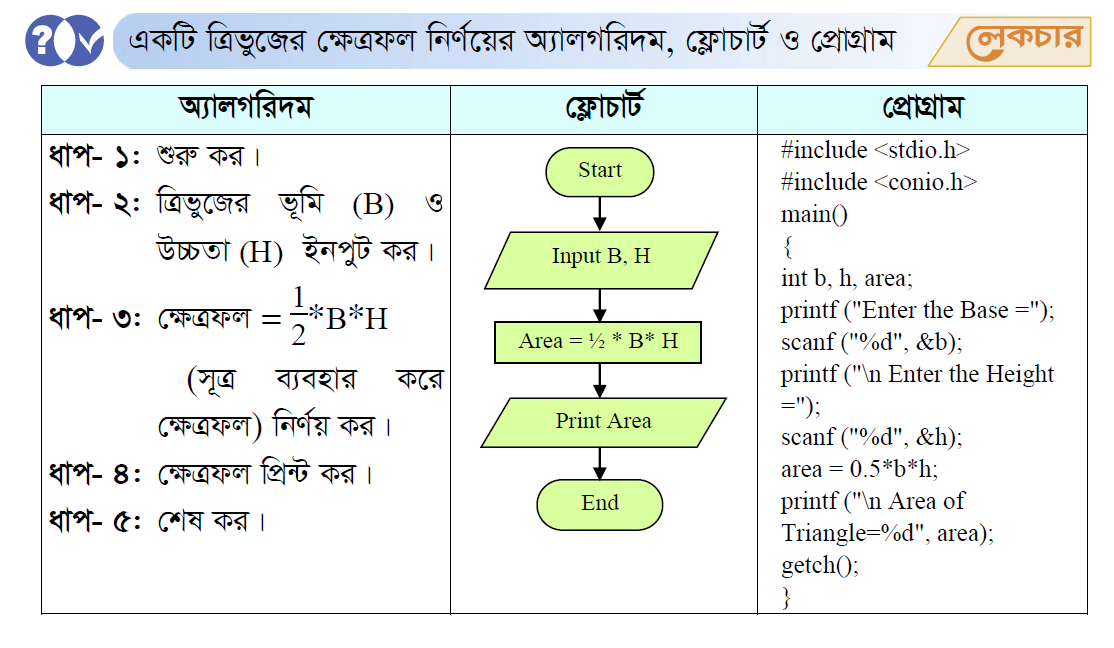 একটি ত্রিভুজের ক্ষেত্রফল নির্ণয়ের অ্যালগরিদম, ফ্লোচার্ট ও প্রোগ্রাম
লেকচার
অ্যালগরিদম
ধাপ- ১: শুরু কর।
ধাপ- ২: ত্রিভুজের ভূমি (B) ও
উচ্চতা (H) ইনপুট কর।
ধাপ- ৩: ক্ষেত্রফল = 1/2*B*H
(সূত্র ব্যবহার করে
ক্ষেত্রফল) নির্ণয় কর।
ধাপ- ৪: ক্ষেত্রফল প্রিন্ট কর।
ধাপ- ৫: শেষ কর।
ফ্লোচার্ট
Start
Input B, H
Area = ½ * B* H
Print Area
End
প্রোগ্রাম
#include <stdio.h>
#include <conio.h>
main()
{
int b, h, area;
printf ("Enter the Base =");
scanf ("%d", &b);
printf ("\n Enter the Height
=");
scanf ("%d", &h);
area = 0.5*b*h;
printf ("\n Area of
Triangle=%d", area);
getch();
}